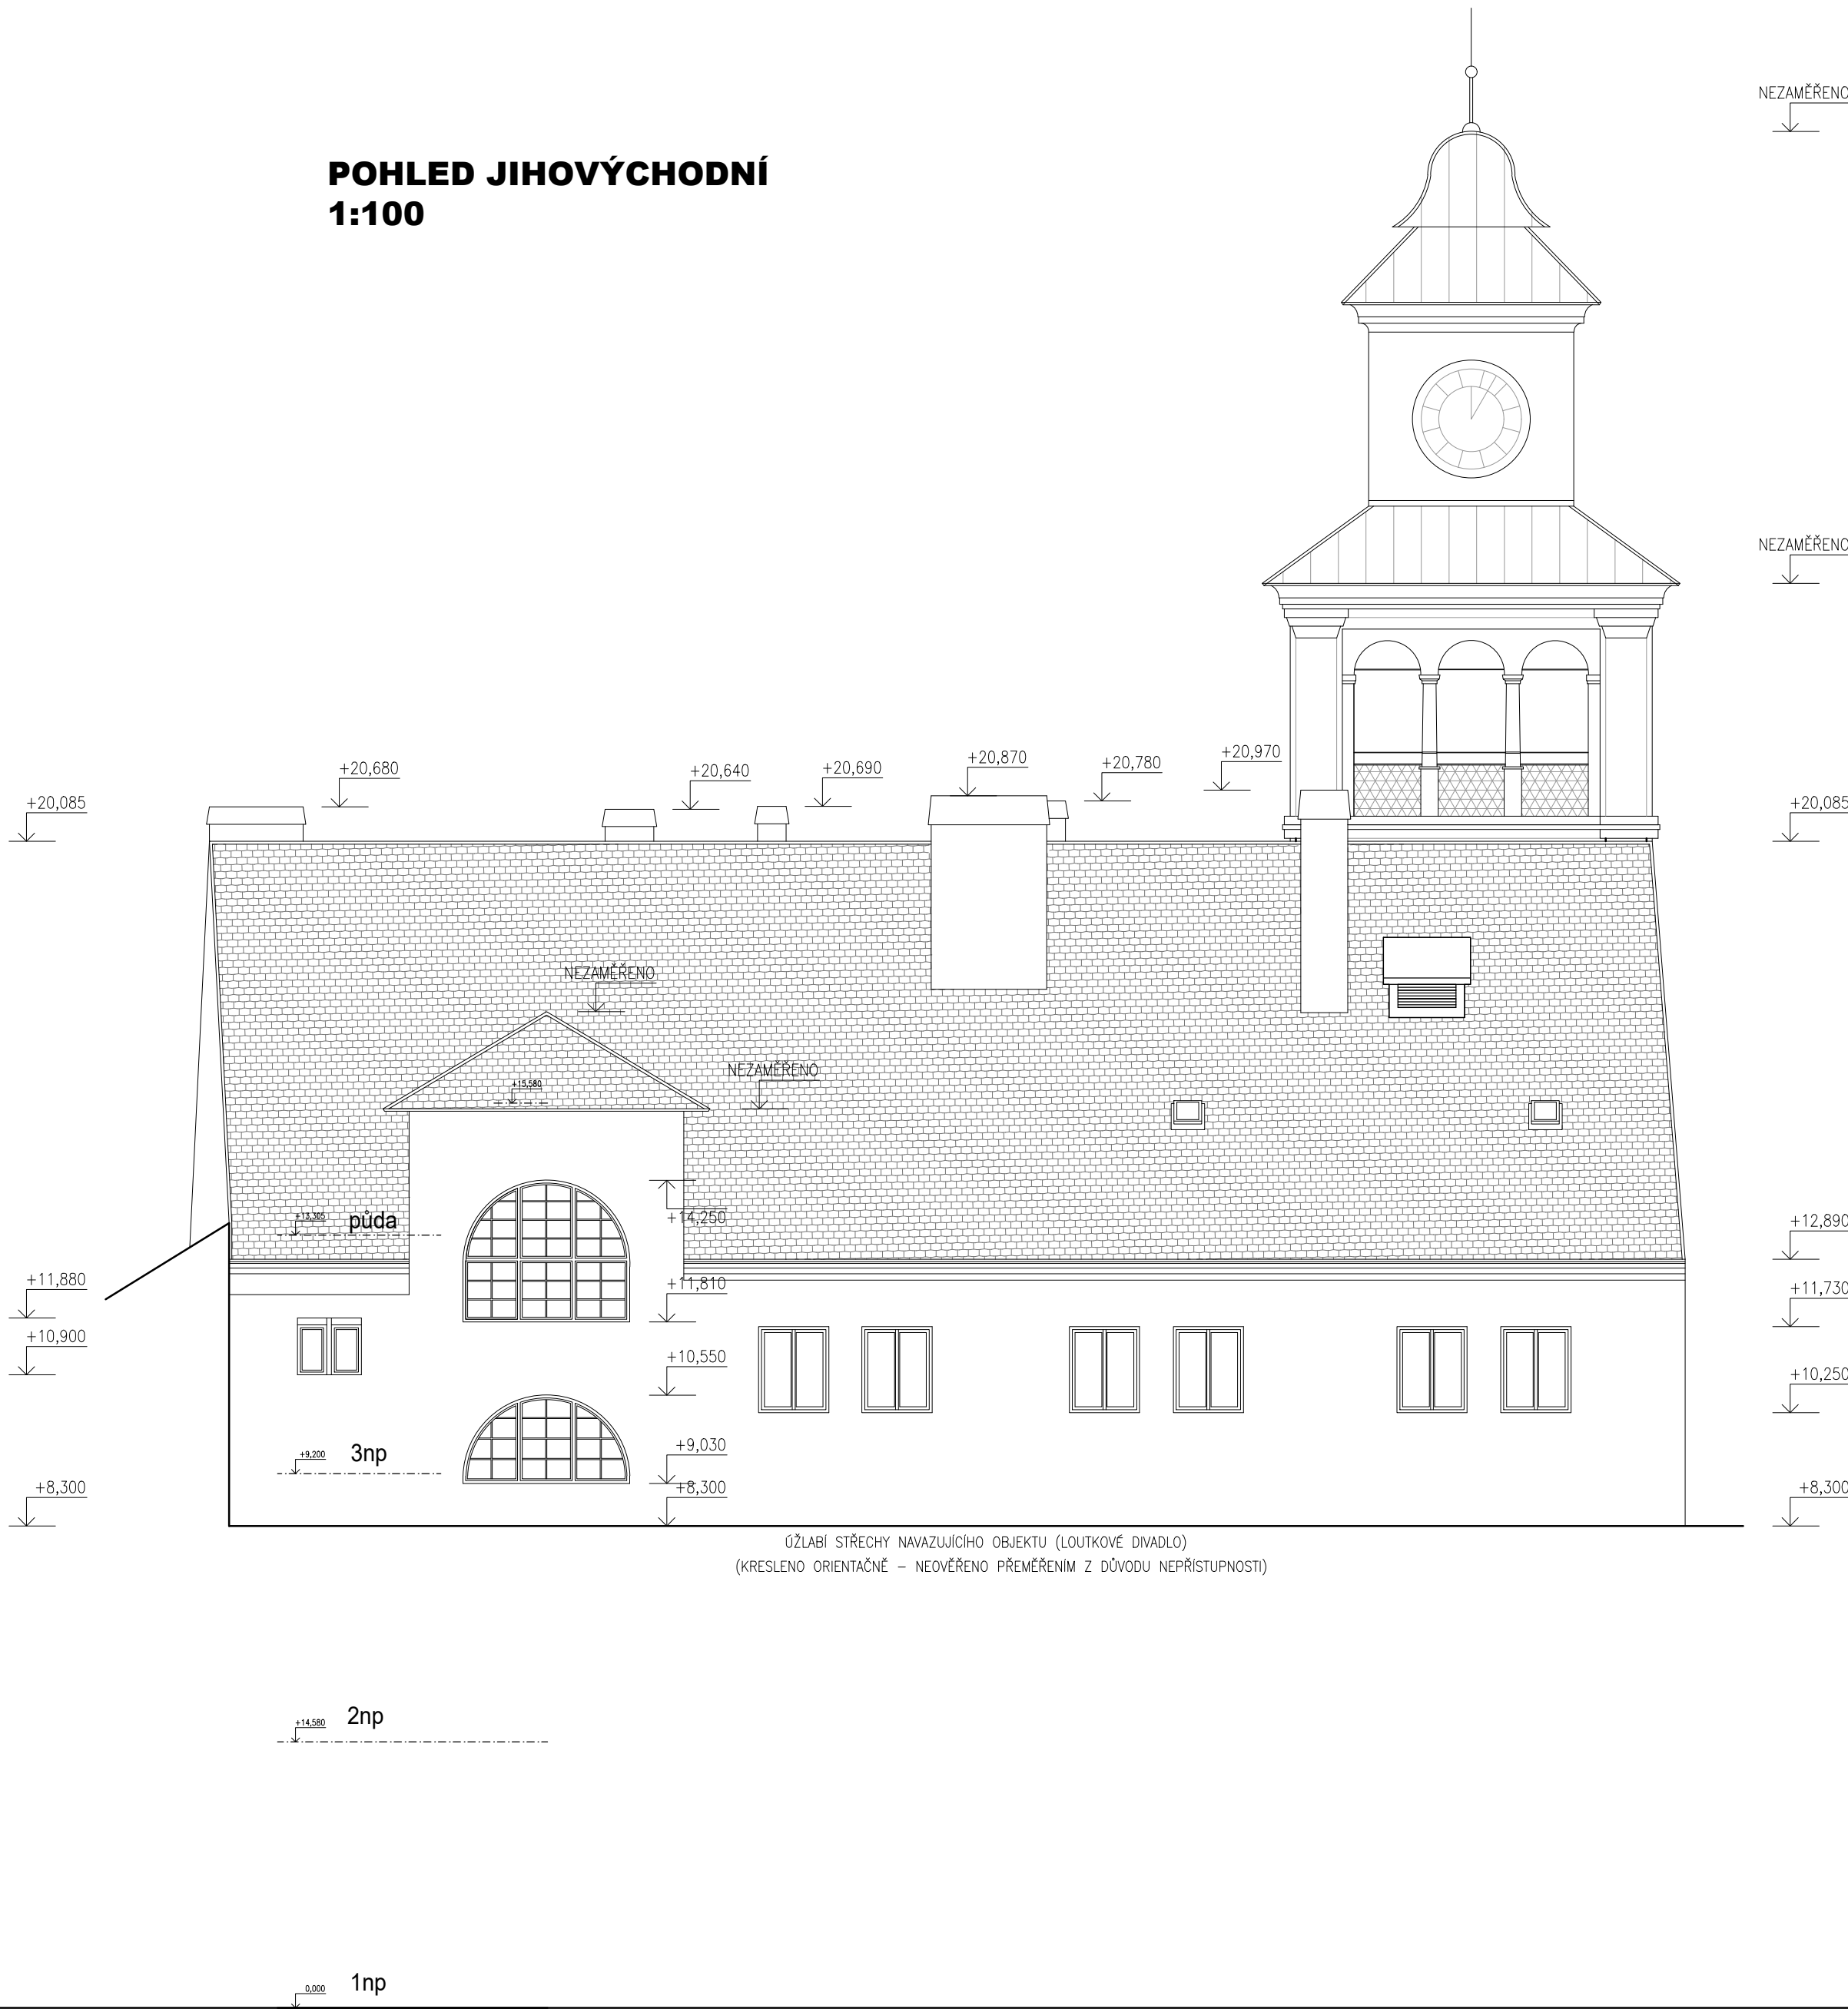 NEZAMĚŘENO
POHLED JIHOVÝCHODNÍ
1:100
NEZAMĚŘENO
+20,970
+20,870
+20,780
+20,680
+20,640
+20,690
+20,085
+20,085
NEZAMĚŘENO
NEZAMĚŘENO
+15,580
+14,250
+13,305 půda
+12,890
+11,880
+11,810
+11,730
+10,900
+10,550
+10,250
+9,030
+9,200 3np
+8,300
+8,300
+8,300
ÚŽLABÍ STŘECHY NAVAZUJÍCÍHO OBJEKTU (LOUTKOVÉ DIVADLO)
(KRESLENO ORIENTAČNĚ – NEOVĚŘENO PŘEMĚŘENÍM Z DŮVODU NEPŘÍSTUPNOSTI)
+14,580 2np
0,000 1np